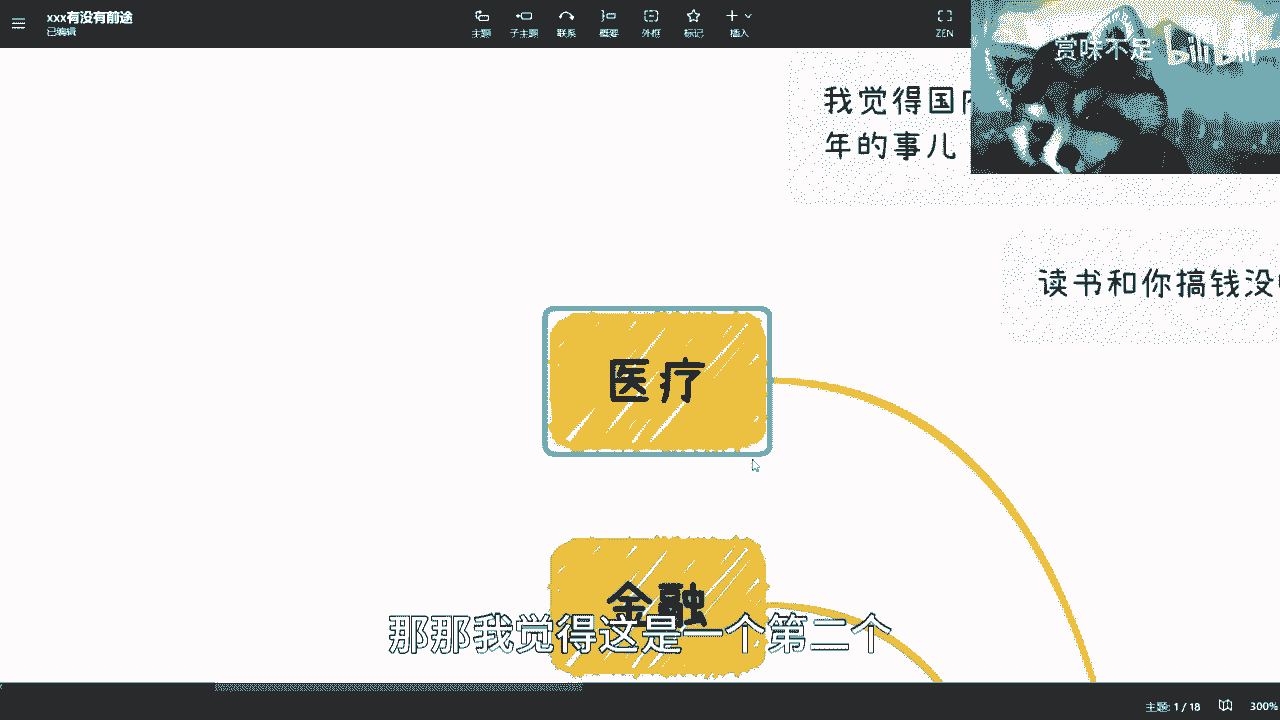 xxx有没有前途
已编辑
主题 子主题 联系 概要 外框 标记 插入
ZEN
赏味不足 bilibili
我觉得国
年的事儿
读书和你搞钱没
医疗
金融
那那我觉得这是一个第二个
主题: 1 / 18 300%